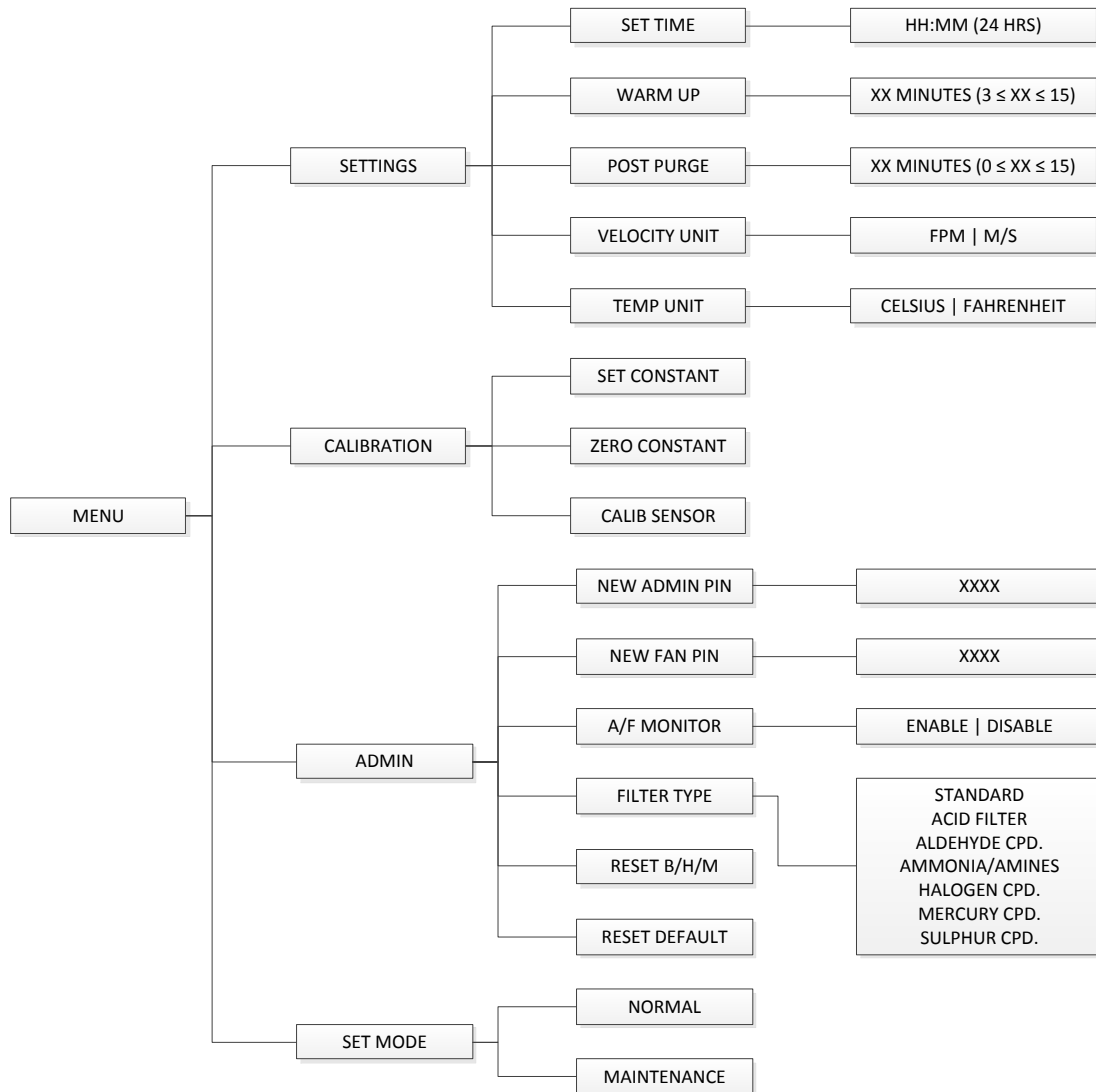 MENU
SETTINGS
SET TIME
HH:MM (24 HRS)
WARM UP
XX MINUTES (3 ≤ XX ≤ 15)
POST PURGE
XX MINUTES (0 ≤ XX ≤ 15)
VELOCITY UNIT
FPM | M/S
TEMP UNIT
CELSIUS | FAHRENHEIT
CALIBRATION
SET CONSTANT
ZERO CONSTANT
CALIB SENSOR
ADMIN
NEW ADMIN PIN
XXXX
NEW FAN PIN
XXXX
A/F MONITOR
ENABLE | DISABLE
FILTER TYPE
STANDARD
ACID FILTER
ALDEHYDE CPD.
AMMONIA/AMINES
HALOGEN CPD.
MERCURY CPD.
SULPHUR CPD.
RESET B/H/M
RESET DEFAULT
SET MODE
NORMAL
MAINTENANCE